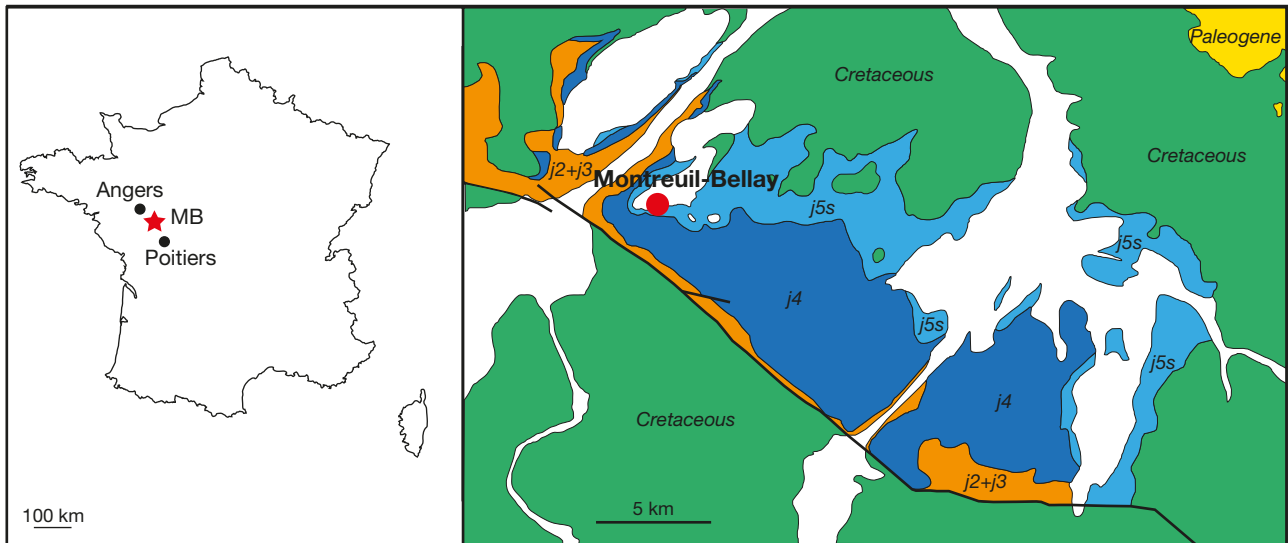 Angers
MB
Poitiers
100 km
Paleogene
Cretaceous
Cretaceous
j2+j3
Montreuil-Bellay
j5s
j5s
j4
j5s
j5s
j4
Cretaceous
j2+j3
5 km